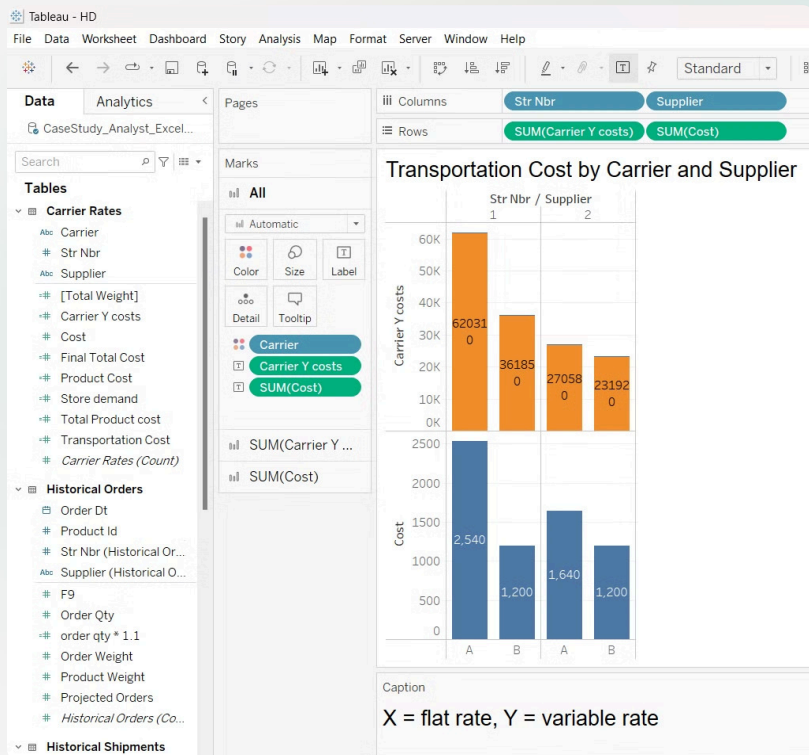 Tableau - HD
File Data Worksheet Dashboard Story Analysis Map Format Server Window Help
Standard
Data Analytics
CaseStudy_Analyst_Excel...
Search
Tables
Carrier Rates
Abc Carrier
# Str Nbr
Abc Supplier
=# [Total Weight]
=# Carrier Y costs
# Cost
=# Final Total Cost
=# Product Cost
=# Store demand
=# Total Product cost
=# Transportation Cost
# Carrier Rates (Count)
Historical Orders
Order Dt
# Product Id
# Str Nbr (Historical Or...
Abc Supplier (Historical O...
# F9
# Order Qty
=# order qty * 1.1
# Order Weight
# Product Weight
# Projected Orders
# Historical Orders (Co...
Historical Shipments
Pages
Marks
All
Automatic
Color Size T Label
Detail Tooltip
Carrier
T Carrier Y costs
T SUM(Cost)
SUM(Carrier Y ...
SUM(Cost)
iii Columns Str Nbr Supplier
Rows SUM(Carrier Y costs) SUM(Cost)
Transportation Cost by Carrier and Supplier
Str Nbr / Supplier
1 2
Carrier Y costs
60K
50K
40K
30K
20K
10K
0K
62031
0
36185
0
27058
0
23192
0
Cost
2500
2000
1500
1000
500
0
2,540
1,200
1,640
1,200
A B A B
Caption
X = flat rate, Y = variable rate